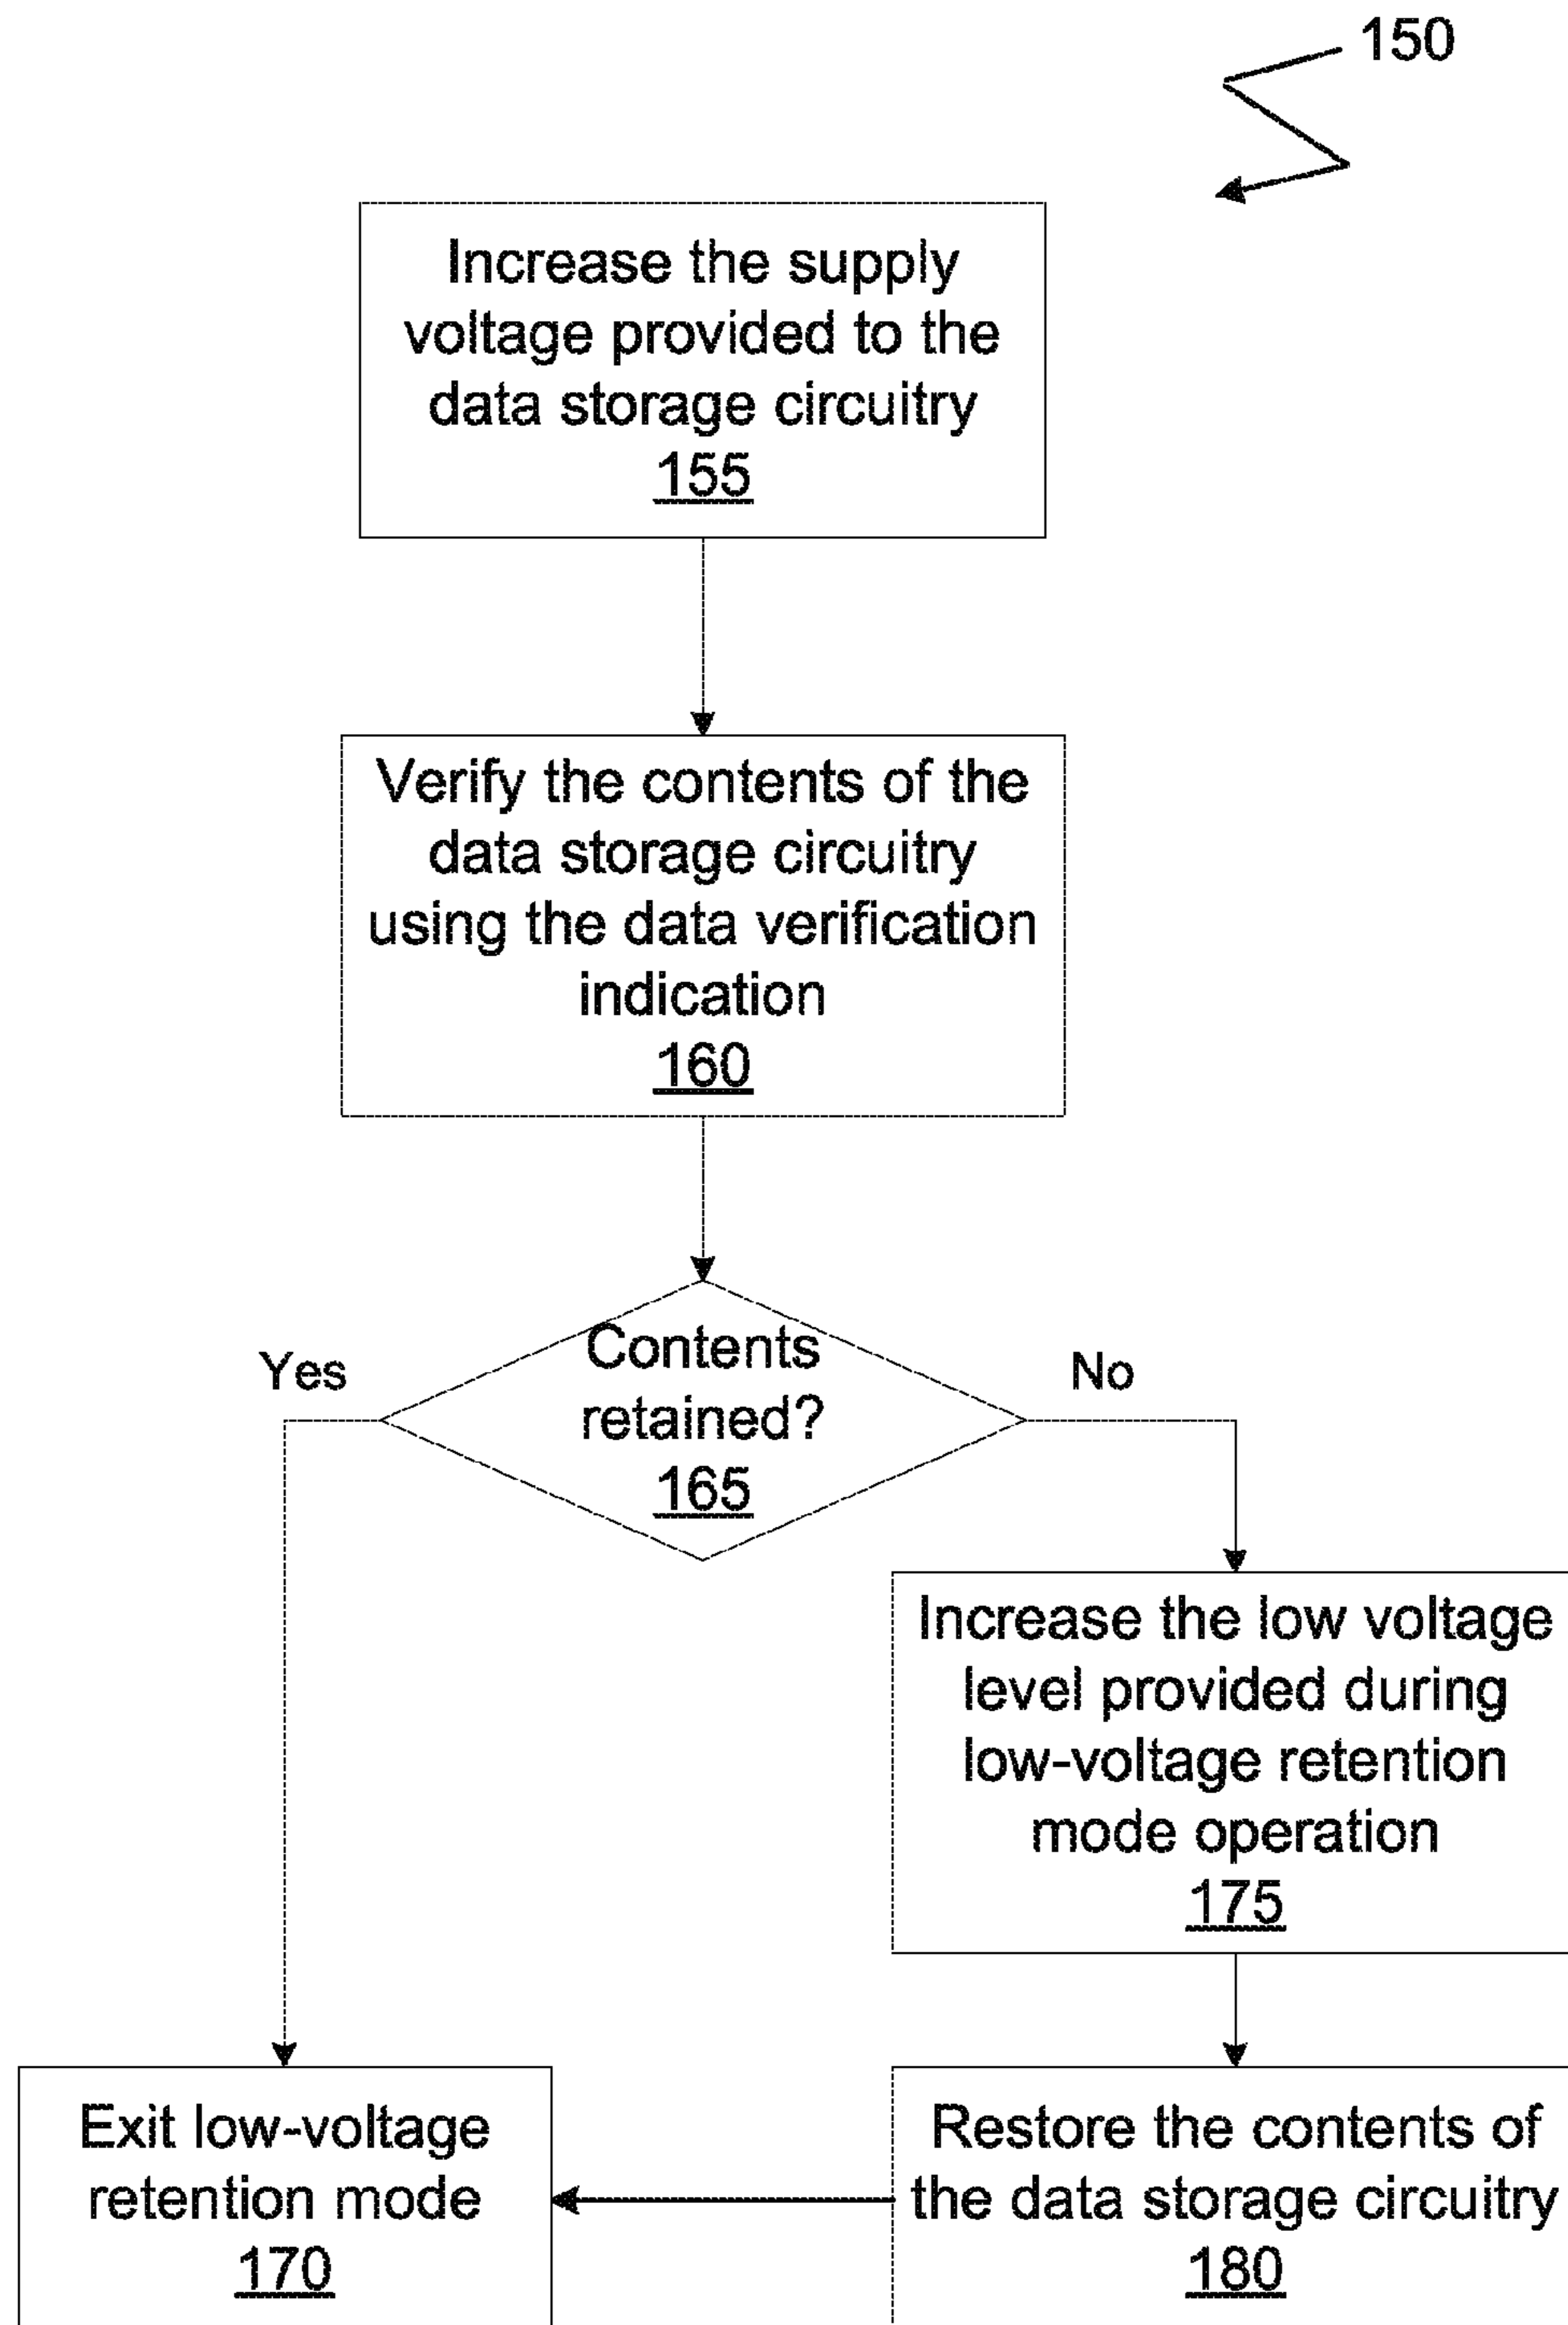 150
Increase the supply
voltage provided to the
data storage circuitry
155
Verify the contents of the
data storage circuitry
using the data verification
indication
160
Contents
retained?
165
Yes
No
Increase the low voltage
level provided during
low-voltage retention
mode operation
175
Exit low-voltage
retention mode
170
Restore the contents of
the data storage circuitry
180